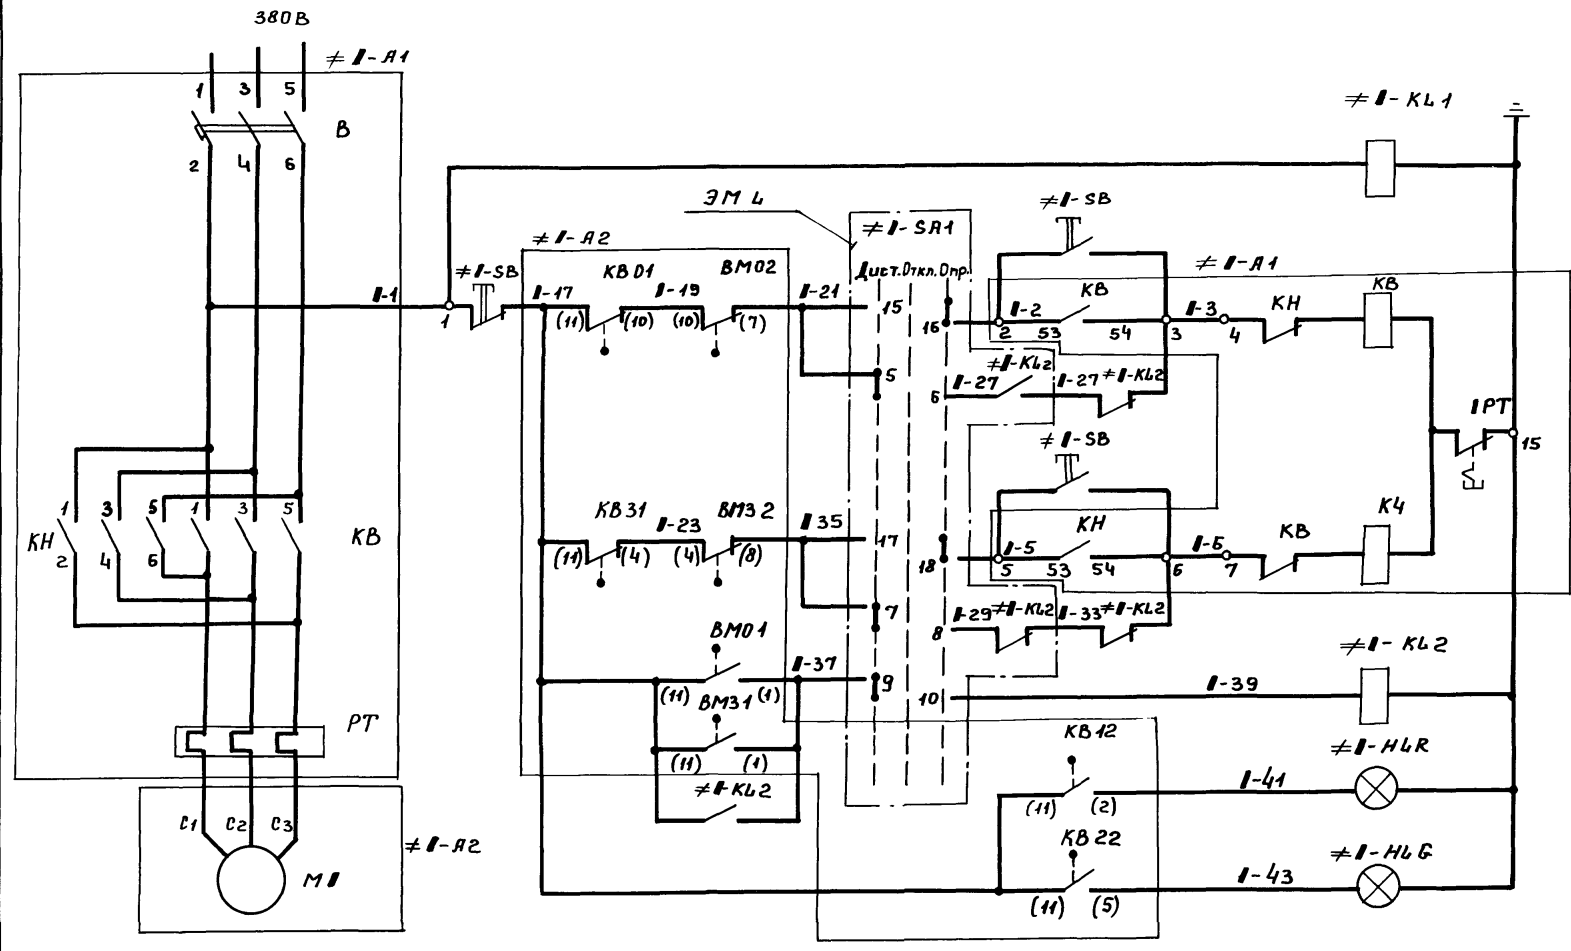 380В
≠ I-A1
1 3 5
В
2 4 6
≠ I-KL1
ЭМ 4
≠ I-SA1
≠ I-SB
≠ I-A2
≠ I-SB
КВ01
ВМ02
Дист. Откл. Опр.
≠ I-A1
I-1
1
I-17
I-19
I-21
(11) (10) (10) (7)
15
16
I-2
КВ
2 53 54 3
I-3
4
КН
КВ
5
6
I-27
≠ I-KL2
I-27
≠ I-KL2
1РТ
15
≠ I-SB
КН
1 3 5 1 3 5
2 4 6
КВ
КВ31
I-23
ВМ32
I 35
(11) (4) (4) (8)
17
18
I-5
КН
5 53 54 6
I-6
7
КВ
К4
7
8
I-29
≠ I-KL2
I-33
≠ I-KL2
ВМ01
I-37
(11) (1)
9
10
I-39
≠ I-KL2
ВМ31
(11) (1)
≠ I-KL2
РТ
КВ12
(11) (2)
I-41
≠ I-HLR
КВ22
(11) (5)
I-43
≠ I-HLG
С1 С2 С3
≠ I-A2
М I